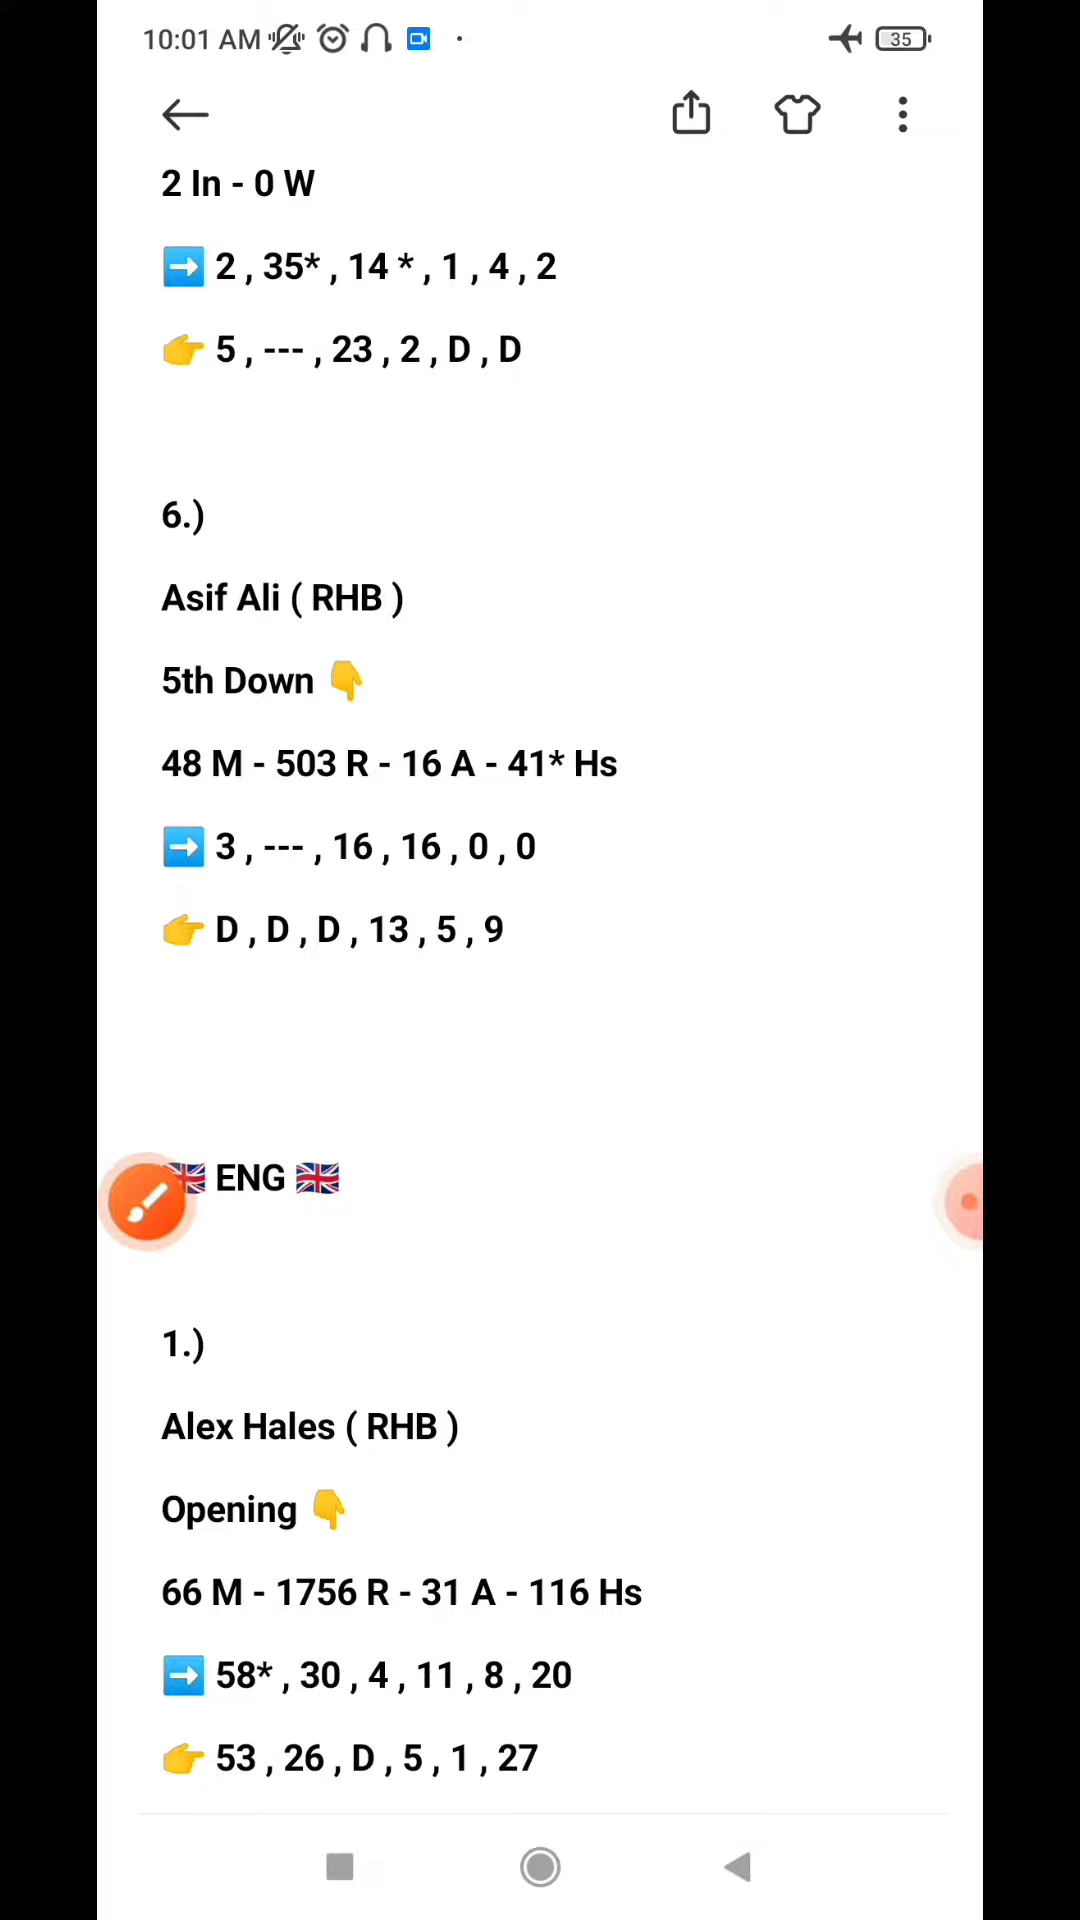 10:01 AM
35
2 In - 0 W
➡️ 2 , 35* , 14 * , 1 , 4 , 2
👉 5 , --- , 23 , 2 , D , D
6.)
Asif Ali ( RHB )
5th Down 👇
48 M - 503 R - 16 A - 41* Hs
➡️ 3 , --- , 16 , 16 , 0 , 0
👉 D , D , D , 13 , 5 , 9
🇬🇧 ENG 🇬🇧
1.)
Alex Hales ( RHB )
Opening 👇
66 M - 1756 R - 31 A - 116 Hs
➡️ 58* , 30 , 4 , 11 , 8 , 20
👉 53 , 26 , D , 5 , 1 , 27